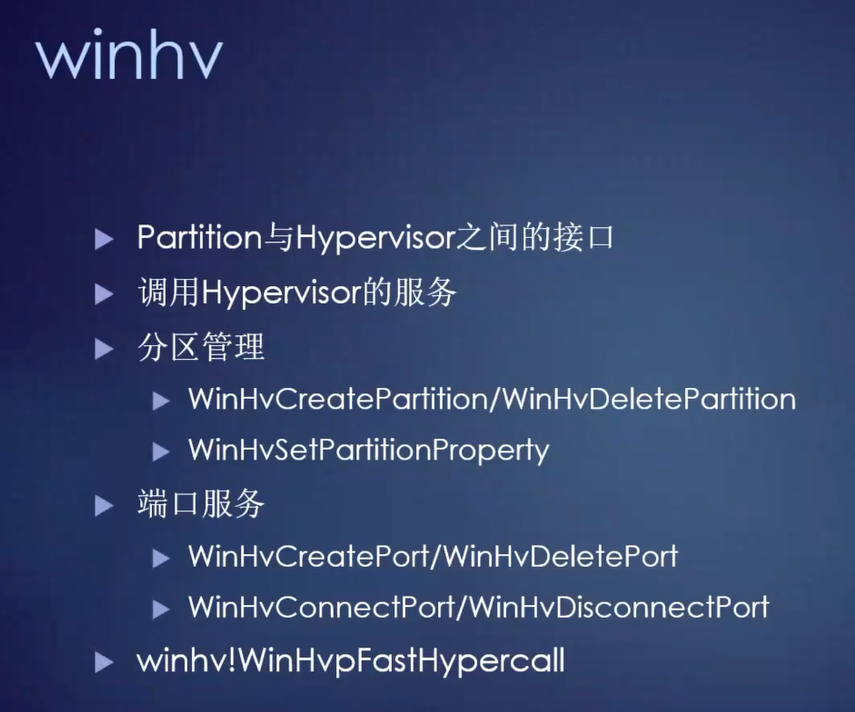 winhv
Partition与Hypervisor之间的接口
调用Hypervisor的服务
分区管理
WinHvCreatePartition/WinHvDeletePartition
WinHvSetPartitionProperty
端口服务
WinHvCreatePort/WinHvDeletePort
WinHvConnectPort/WinHvDisconnectPort
winhv!WinHvpFastHypercall